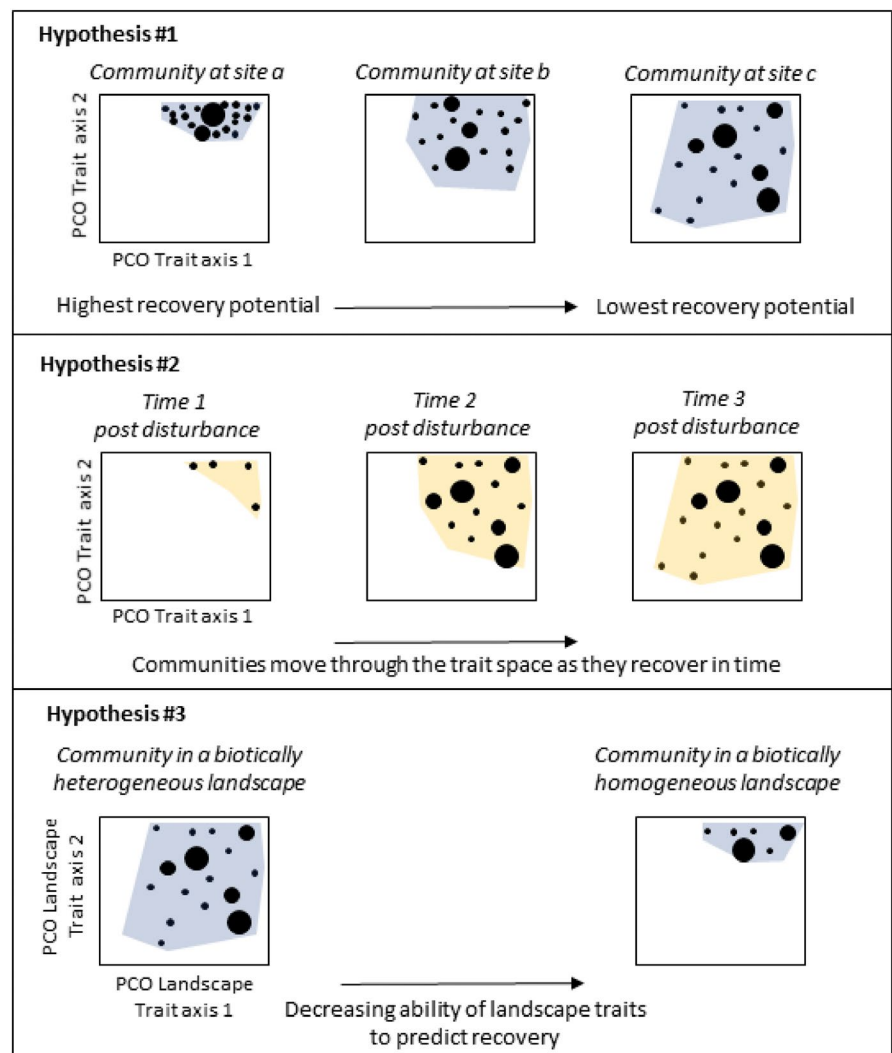 Hypothesis #1
Community at site a
Community at site b
Community at site c
PCO Trait axis 2
PCO Trait axis 1
Highest recovery potential
Lowest recovery potential
Hypothesis #2
Time 1
post disturbance
Time 2
post disturbance
Time 3
post disturbance
PCO Trait axis 2
PCO Trait axis 1
Communities move through the trait space as they recover in time
Hypothesis #3
Community in a biotically
heterogeneous landscape
Community in a biotically
homogeneous landscape
PCO Landscape
Trait axis 2
PCO Landscape
Trait axis 1
Decreasing ability of landscape traits
to predict recovery